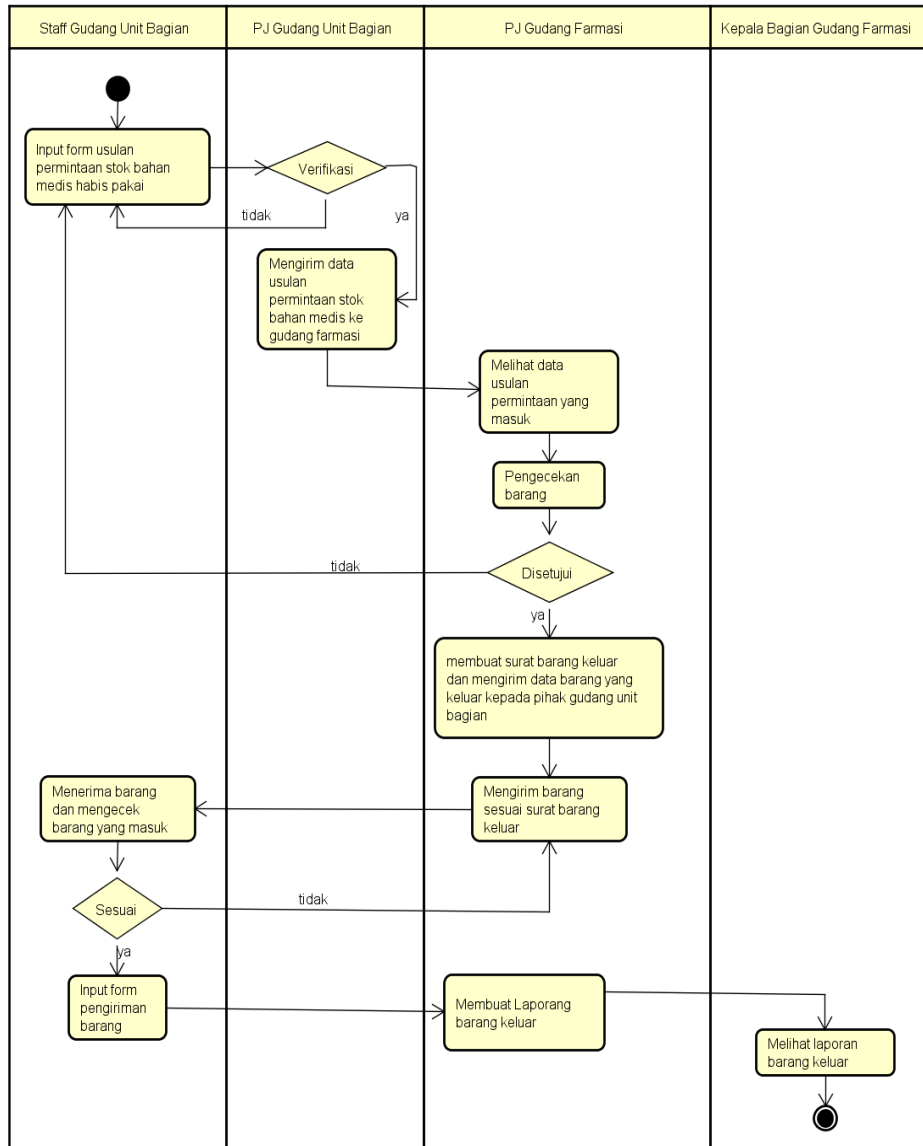 Staff Gudang Unit Bagian
PJ Gudang Unit Bagian
PJ Gudang Farmasi
Kepala Bagian Gudang Farmasi
Input form usulan
permintaan stok bahan
medis habis pakai
Verifikasi
tidak
ya
Mengirim data
usulan
permintaan stok
bahan medis ke
gudang farmasi
Melihat data
usulan
permintaan yang
masuk
Pengecekan
barang
Disetujui
tidak
ya
membuat surat barang keluar
dan mengirim data barang yang
keluar kepada pihak gudang unit
bagian
Mengirim barang
sesuai surat barang
keluar
Menerima barang
dan mengecek
barang yang masuk
Sesuai
tidak
ya
Input form
pengiriman
barang
Membuat Laporang
barang keluar
Melihat laporan
barang keluar